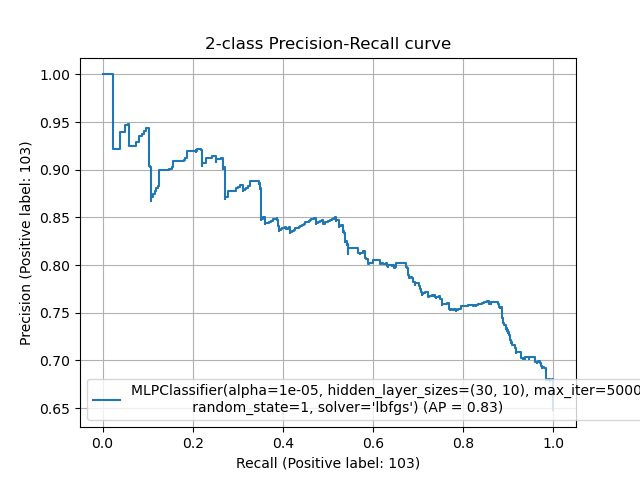 2-class Precision-Recall curve
1.00
0.95
0.90
0.85
0.80
0.75
0.70
0.65
Precision (Positive label: 103)
MLPClassifier(alpha=1e-05, hidden_layer_sizes=(30, 10), max_iter=5000
random_state=1, solver='lbfgs') (AP = 0.83)
0.0 0.2 0.4 0.6 0.8 1.0
Recall (Positive label: 103)